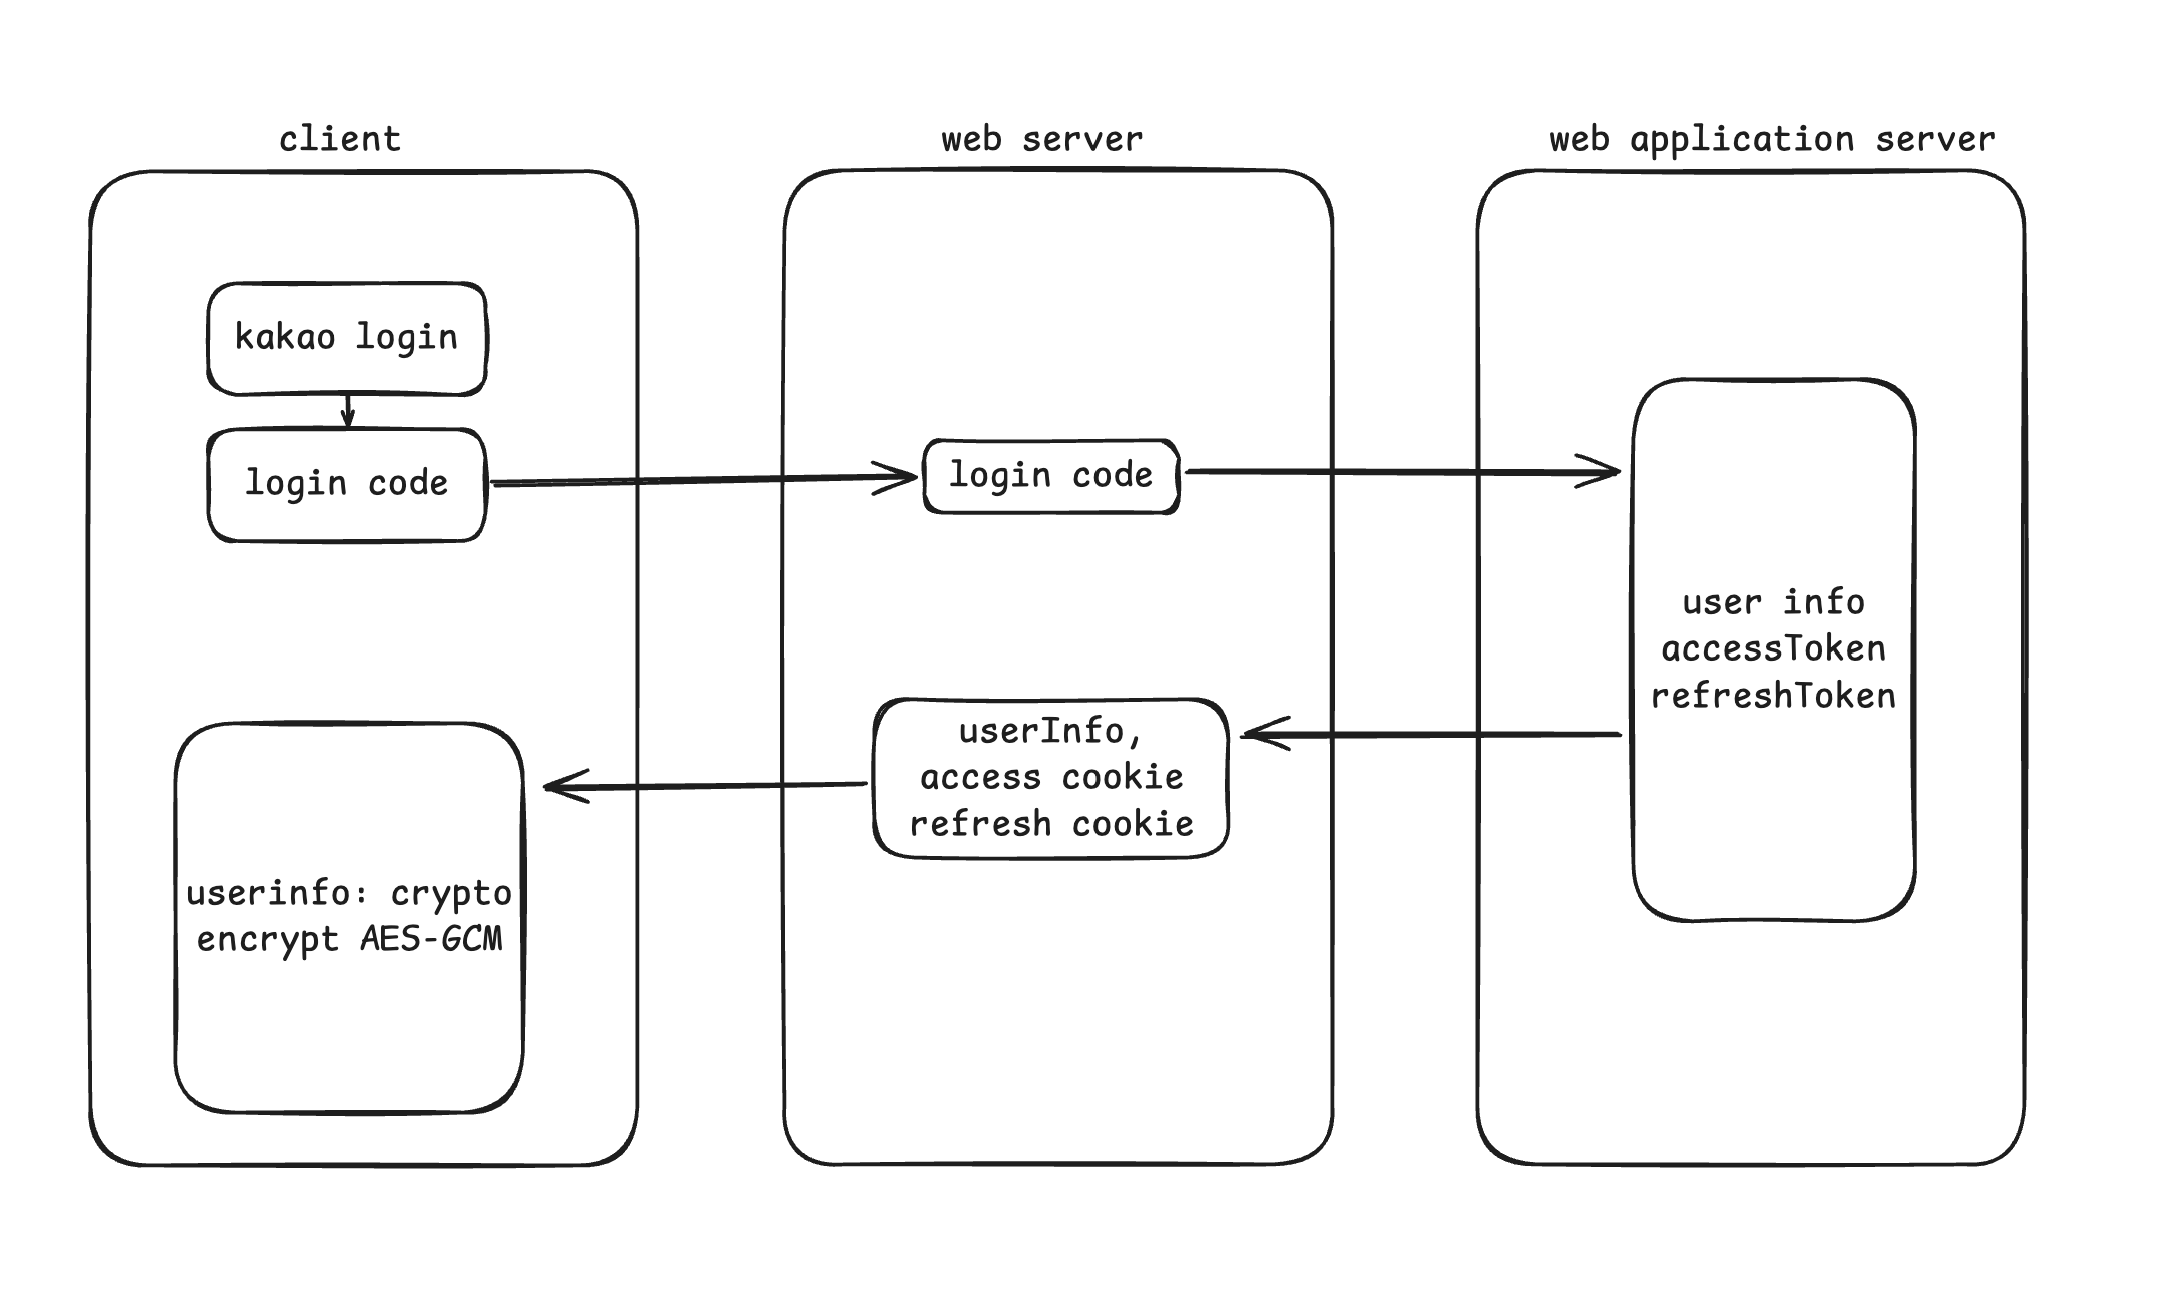 client
web server
web application server
kakao login
login code
login code
user info
accessToken
refreshToken
userInfo,
access cookie
refresh cookie
userinfo: crypto
encrypt AES-GCM